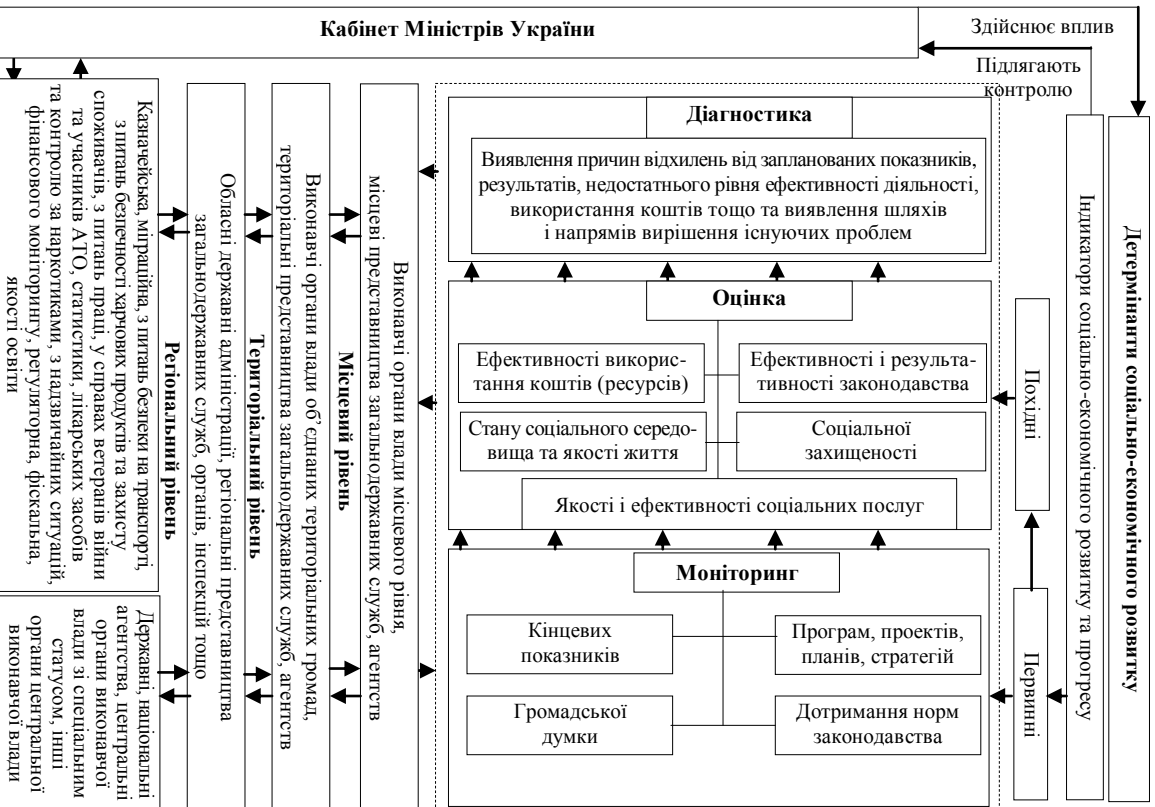 Кабінет Міністрів України
Здійснює вплив
Підлягають
контролю
Казначейська, міграційна, з питань безпеки на транспорті,
з питань безпечності харчових продуктів та захисту
споживачів, з питань праці, у справах ветеранів війни
та учасників АТО, статистики, лікарських засобів
та контролю за наркотиками, з надзвичайних ситуацій,
фінансового моніторингу, регуляторна, фіскальна,
якості освіти
Державні, національні
агентства, центральні
органи виконавчої
влади зі спеціальним
статусом, інші
органи центральної
виконавчої влади
Регіональний рівень
Обласні державні адміністрації, регіональні представництва
загальнодержавних служб, органів, інспекцій тощо
Територіальний рівень
Виконавчі органи влади об’єднаних територіальних громад,
територіальні представництва загальнодержавних служб, агентств
Місцевий рівень
Виконавчі органи влади місцевого рівня,
місцеві представництва загальнодержавних служб, агентств
Діагностика
Виявлення причин відхилень від запланованих показників,
результатів, недостатнього рівня ефективності діяльності,
використання коштів тощо та виявлення шляхів
і напрямів вирішення існуючих проблем
Оцінка
Ефективності викорис-
тання коштів (ресурсів)
Ефективності і результа-
тивності законодавства
Стану соціального середо-
вища та якості життя
Соціальної
захищеності
Якості і ефективності соціальних послуг
Моніторинг
Кінцевих
показників
Програм, проектів,
планів, стратегій
Громадської
думки
Дотримання норм
законодавства
Похідні
Первинні
Індикатори соціально-економічного розвитку та прогресу
Детермінанти соціально-економічного розвитку